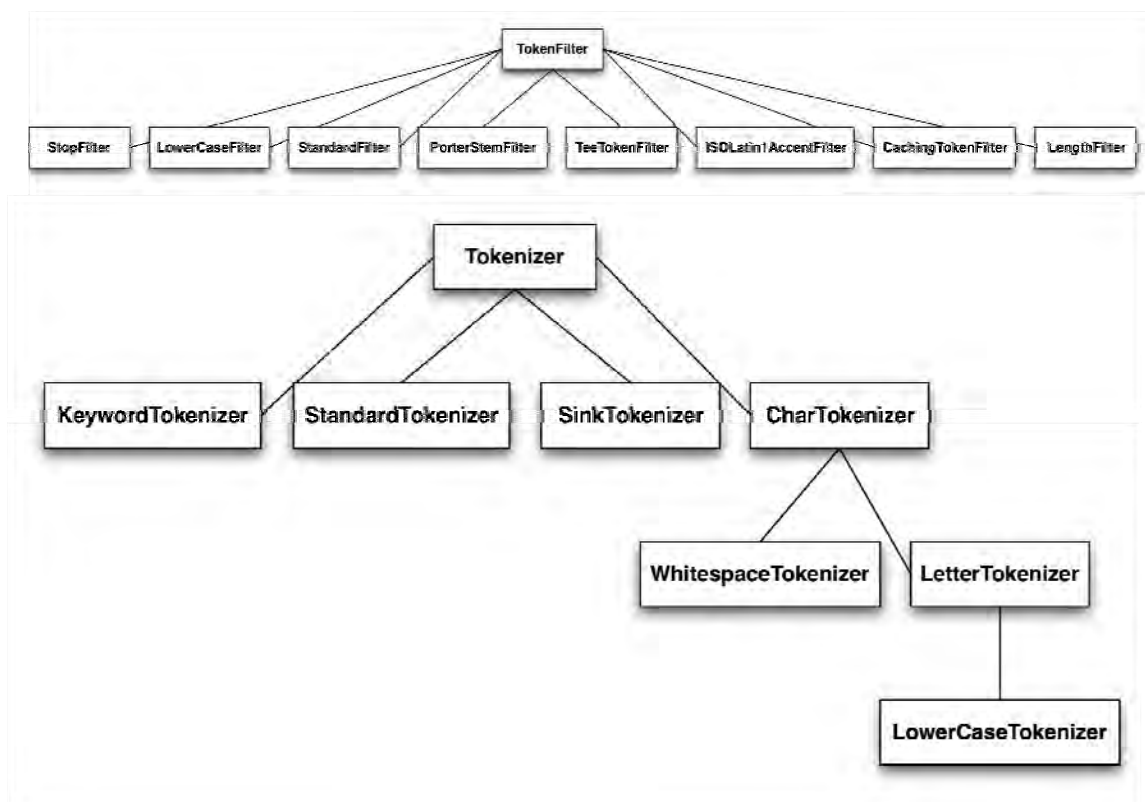 TokenFilter
StopFilter LowerCaseFilter StandardFilter PorterStemFilter TeeTokenFilter ISOLatin1AccentFilter CachingTokenFilter LengthFilter
Tokenizer
KeywordTokenizer StandardTokenizer SinkTokenizer CharTokenizer
WhitespaceTokenizer LetterTokenizer
LowerCaseTokenizer